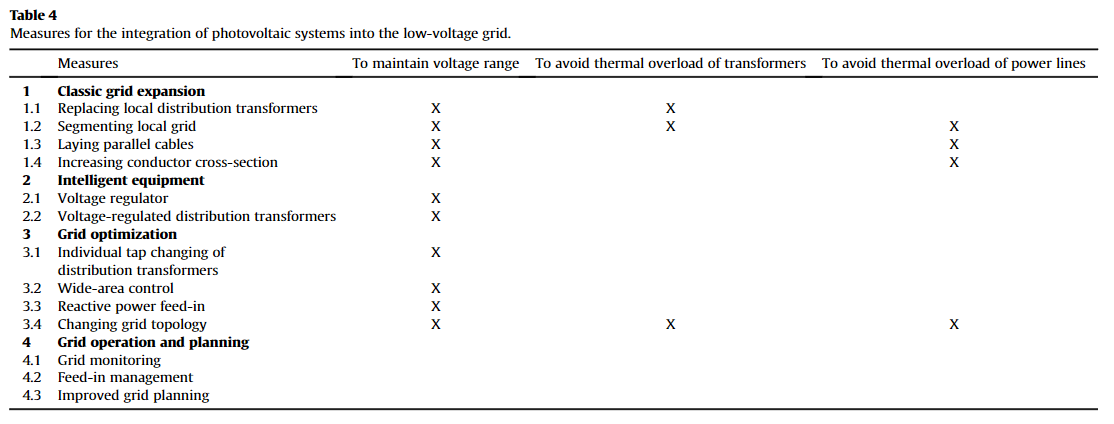 Table 4
Measures for the integration of photovoltaic systems into the low-voltage grid.
Measures To maintain voltage range To avoid thermal overload of transformers To avoid thermal overload of power lines
1 Classic grid expansion
1.1 Replacing local distribution transformers X X
1.2 Segmenting local grid X X X
1.3 Laying parallel cables X X
1.4 Increasing conductor cross-section X X
2 Intelligent equipment
2.1 Voltage regulator X
2.2 Voltage-regulated distribution transformers X
3 Grid optimization
3.1 Individual tap changing of X
distribution transformers
3.2 Wide-area control X
3.3 Reactive power feed-in X
3.4 Changing grid topology X X X
4 Grid operation and planning
4.1 Grid monitoring
4.2 Feed-in management
4.3 Improved grid planning